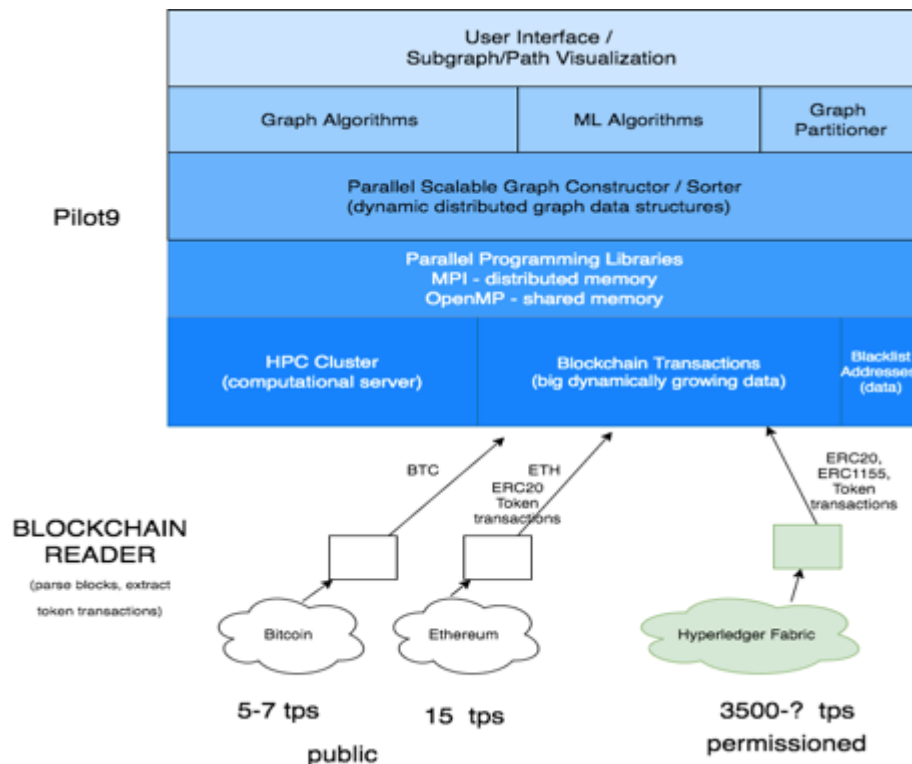 User Interface /
Subgraph/Path Visualization
Graph Algorithms
ML Algorithms
Graph
Partitioner
Parallel Scalable Graph Constructor / Sorter
(dynamic distributed graph data structures)
Pilot9
Parallel Programming Libraries
MPI - distributed memory
OpenMP - shared memory
HPC Cluster
(computational server)
Blockchain Transactions
(big dynamically growing data)
Blacklist
Addresses
(data)
BTC
ETH
ERC20
Token
transactions
ERC20,
ERC1155,
Token
transactions
BLOCKCHAIN
READER
(parse blocks, extract
token transactions)
Bitcoin
Ethereum
Hyperledger Fabric
5-7 tps
15 tps
3500-? tps
public
permissioned